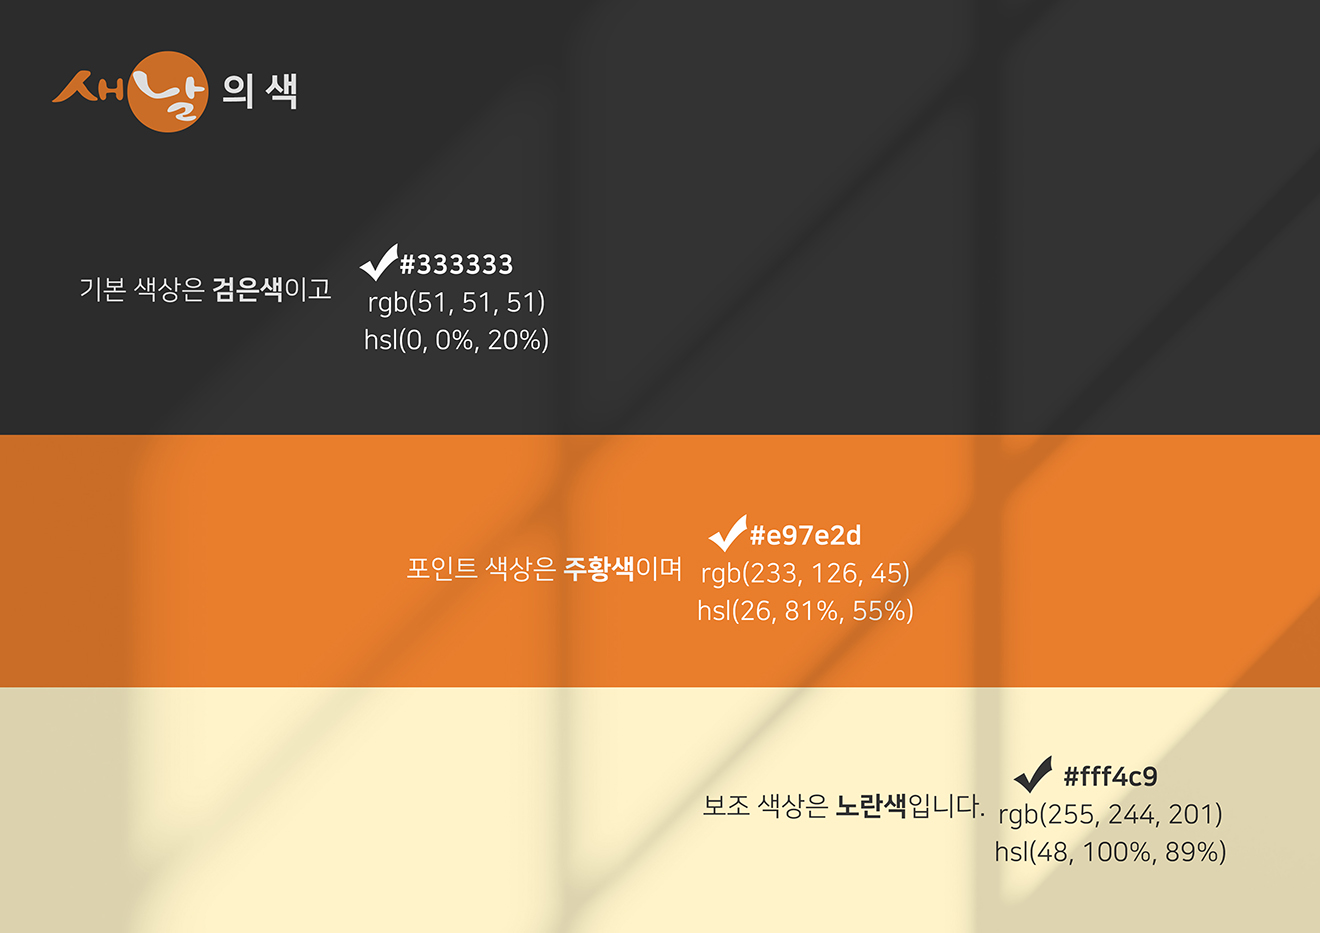 새날의 색
기본 색상은 검은색이고
#333333
rgb(51, 51, 51)
hsl(0, 0%, 20%)
포인트 색상은 주황색이며
#e97e2d
rgb(233, 126, 45)
hsl(26, 81%, 55%)
보조 색상은 노란색입니다.
#fff4c9
rgb(255, 244, 201)
hsl(48, 100%, 89%)